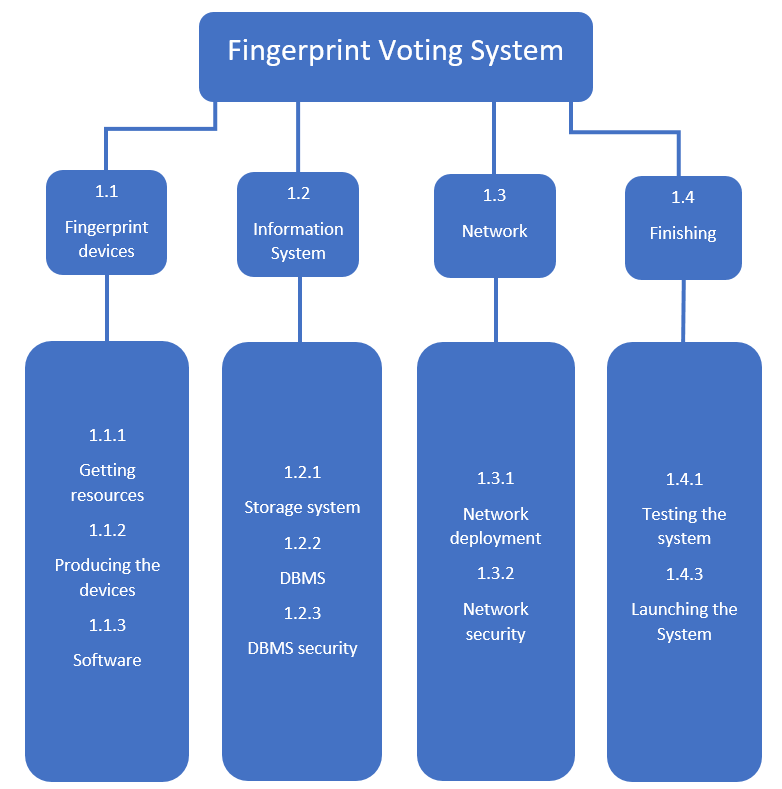 Fingerprint Voting System
1.1
Fingerprint
devices
1.2
Information
System
1.3
Network
1.4
Finishing
1.1.1
Getting
resources
1.1.2
Producing the
devices
1.1.3
Software
1.2.1
Storage system
1.2.2
DBMS
1.2.3
DBMS security
1.3.1
Network
deployment
1.3.2
Network
security
1.4.1
Testing the
system
1.4.3
Launching the
System